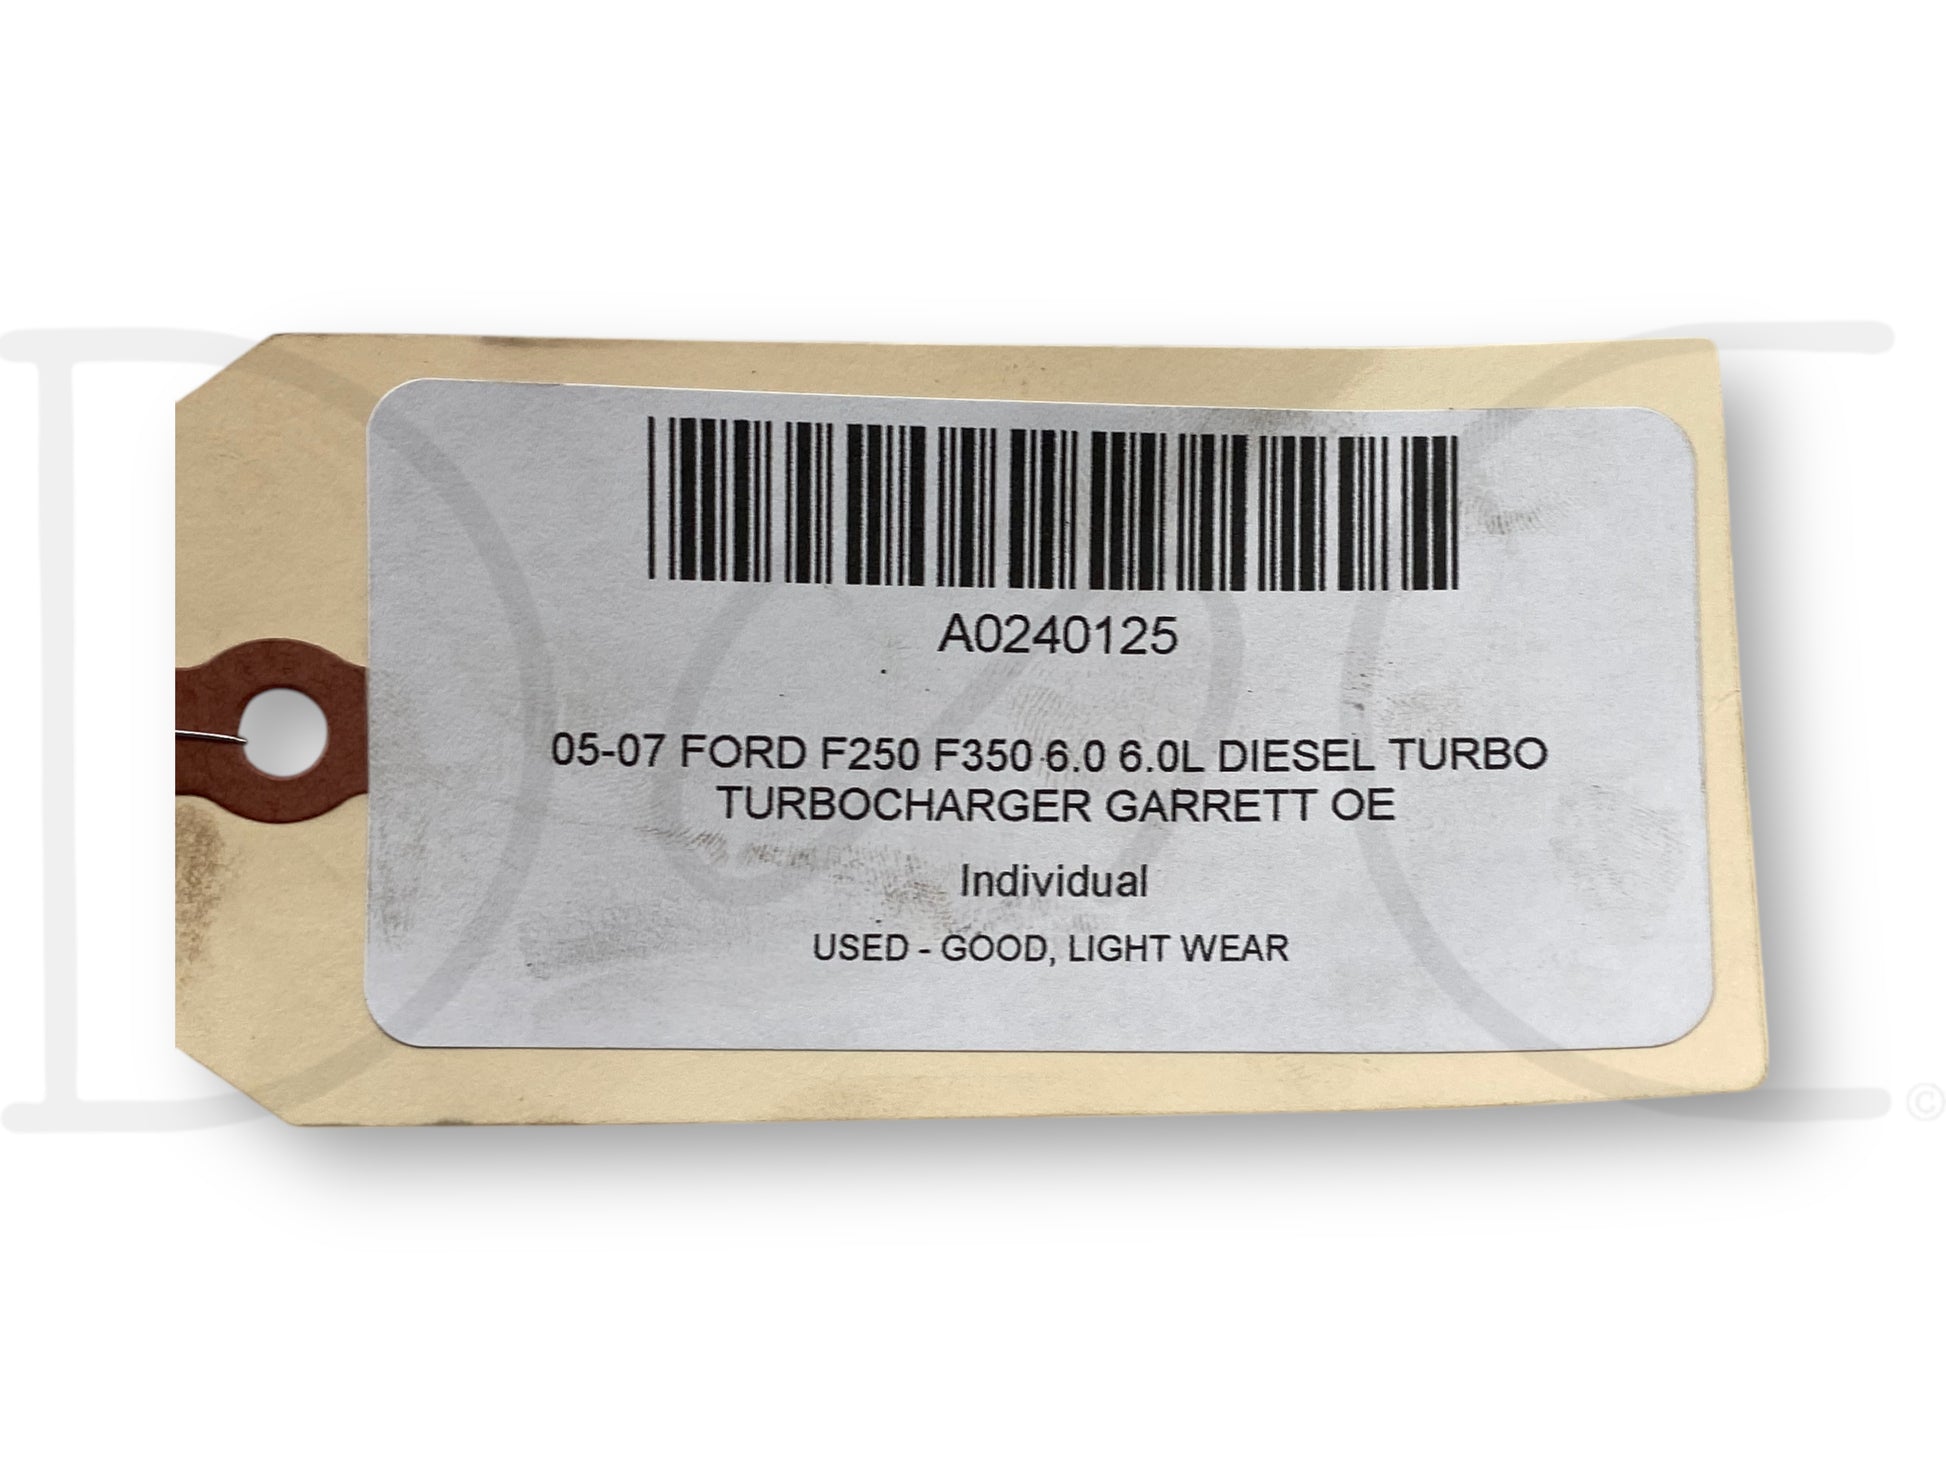 A0240125
05-07 FORD F250 F350 6.0 6.0L DIESEL TURBO
TURBOCHARGER GARRETT OE
Individual
USED - GOOD, LIGHT WEAR
©